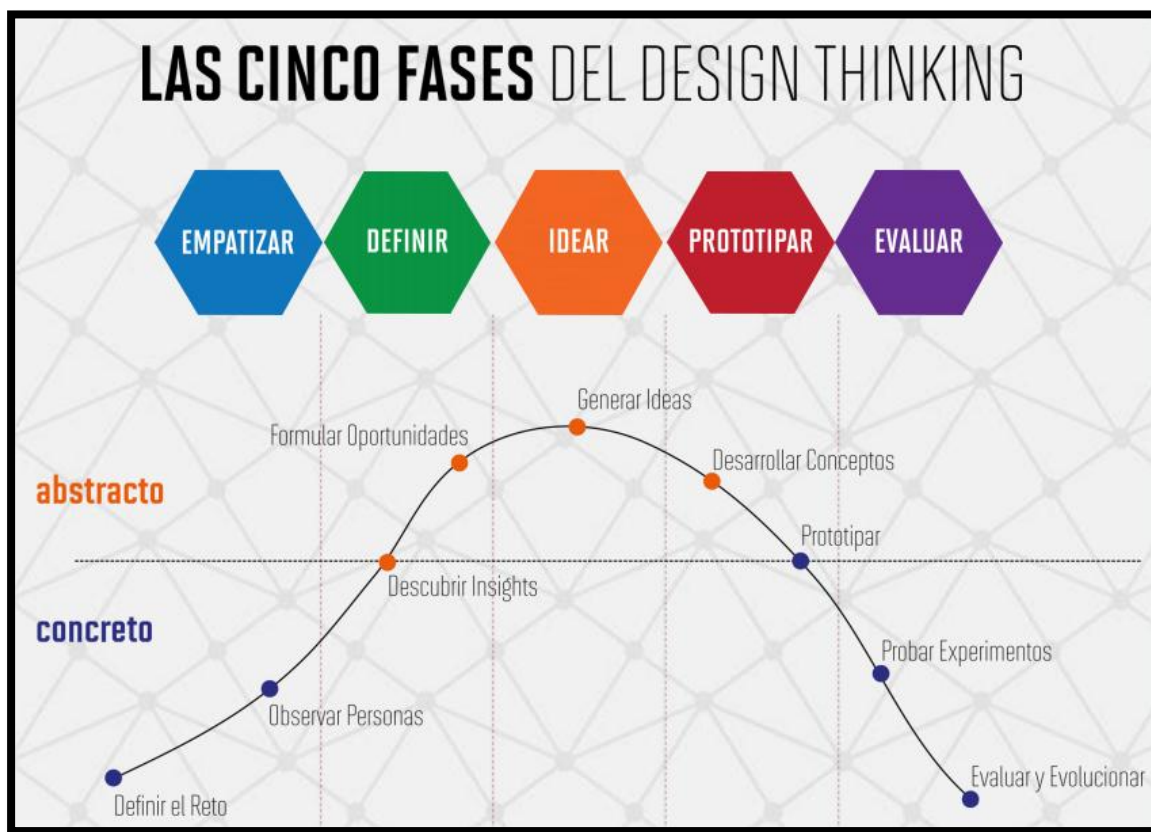 LAS CINCO FASES DEL DESIGN THINKING
EMPATIZAR
DEFINIR
IDEAR
PROTOTIPAR
EVALUAR
Generar Ideas
Formular Oportunidades
Desarrollar Conceptos
abstracto
Prototipar
Descubrir Insights
concreto
Probar Experimentos
Observar Personas
Evaluar y Evolucionar
Definir el Reto